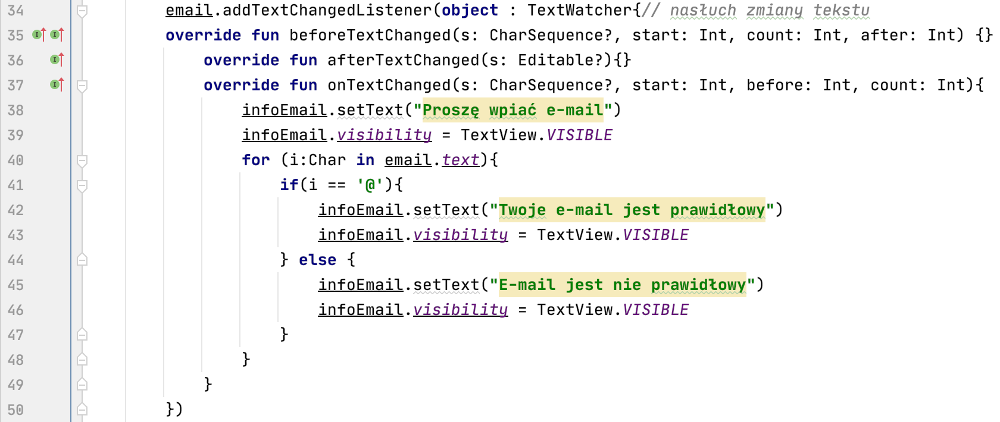 34 email.addTextChangedListener(object : TextWatcher{// nasłuch zmiany tekstu
35 override fun beforeTextChanged(s: CharSequence?, start: Int, count: Int, after: Int) {}
36 override fun afterTextChanged(s: Editable?){}
37 override fun onTextChanged(s: CharSequence?, start: Int, before: Int, count: Int){
38 infoEmail.setText("Proszę wpiać e-mail")
39 infoEmail.visibility = TextView.VISIBLE
40 for (i:Char in email.text){
41 if(i == '@'){
42 infoEmail.setText("Twoje e-mail jest prawidłowy")
43 infoEmail.visibility = TextView.VISIBLE
44 } else {
45 infoEmail.setText("E-mail jest nie prawidłowy")
46 infoEmail.visibility = TextView.VISIBLE
47 }
48 }
49 }
50 })